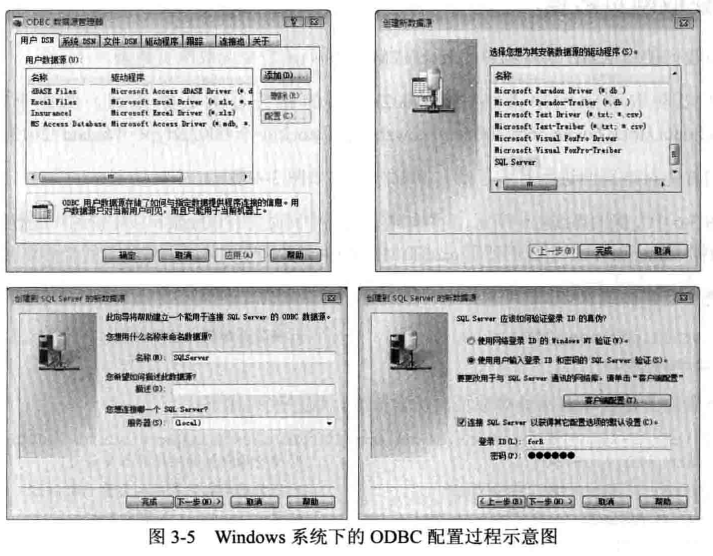 ODBC 数据源管理器
用户 DSN 系统 DSN 文件 DSN 驱动程序 跟踪 连接池 关于
用户数据源(U):
名称 驱动程序
dBASE Files Microsoft Access dBASE Driver (*.d
Excel Files Microsoft Excel Driver (*.xls, *.x
Insurance1 Microsoft Excel Driver (*.xls)
MS Access Database Microsoft Access Driver (*.mdb, *.
添加(D)...
删除(R)
配置(C)...
ODBC 用户数据源存储了如何与指定数据提供程序连接的信息。用
户数据源只对当前用户可见，而且只能用于当前机器上。
确定 取消 应用(A) 帮助
创建新数据源
选择您想为其安装数据源的驱动程序(S)。
名称
Microsoft Paradox Driver (*.db )
Microsoft Paradox-Treiber (*.db )
Microsoft Text Driver (*.txt; *.csv)
Microsoft Text-Treiber (*.txt; *.csv)
Microsoft Visual FoxPro Driver
Microsoft Visual FoxPro-Treiber
SQL Server
<上一步(B) 完成 取消
创建到 SQL Server 的新数据源
此向导将帮助建立一个能用于连接 SQL Server 的 ODBC 数据源。
您想用什么名称来命名数据源?
名称(M): SQLServer
您希望如何描述此数据源?
描述(D):
您想连接哪一个 SQL Server?
服务器(S): (local)
完成 下一步(N) > 取消 帮助
创建到 SQL Server 的新数据源
SQL Server 应该如何验证登录 ID 的真伪?
使用网络登录 ID 的 Windows NT 验证(W)。
使用用户输入登录 ID 和密码的 SQL Server 验证(S)。
要更改用于与 SQL Server 通讯的网络库，请单击“客户端配置”
客户端配置(T)...
连接 SQL Server 以获得其它配置选项的默认设置(C)。
登录 ID(L): forR
密码(P): ●●●●●●
<上一步(B) 下一步(N) > 取消 帮助
图 3-5 Windows 系统下的 ODBC 配置过程示意图